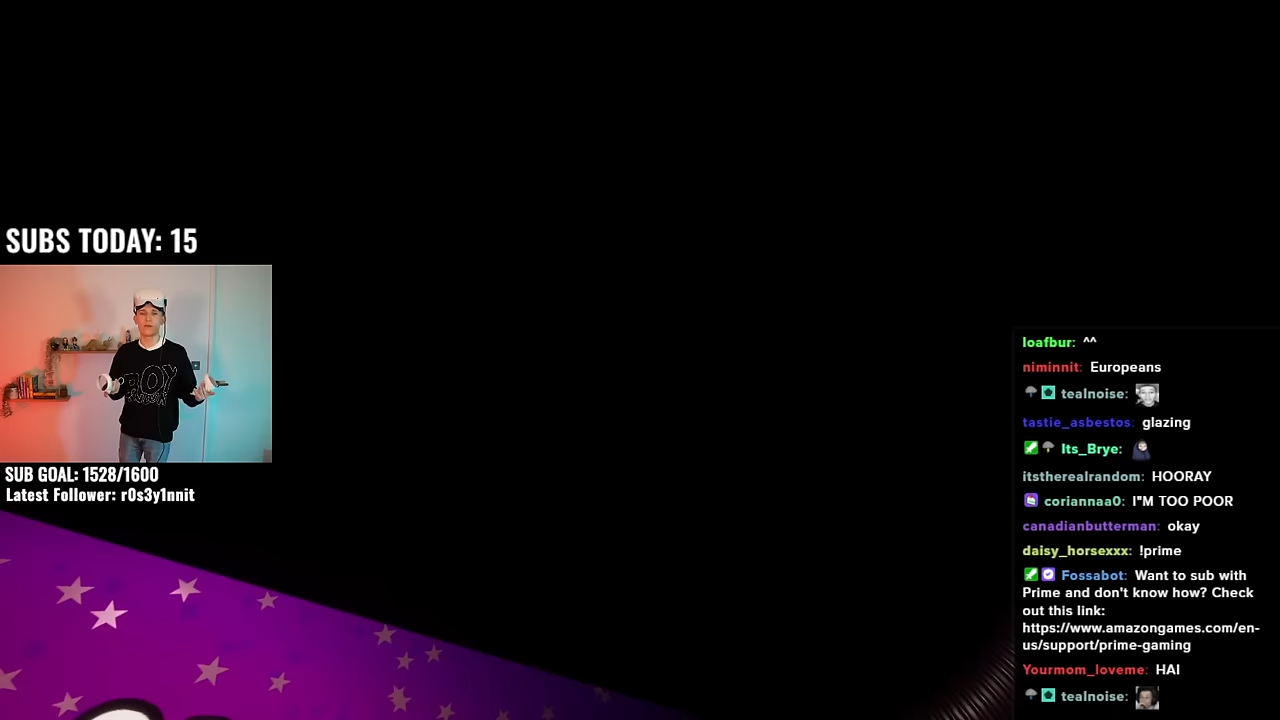 SUBS TODAY: 15
SUB GOAL: 1528/1600
Latest Follower: r0s3y1nnit
loafbur: ^^
niminnit: Europeans
tealnoise:
tastie_asbestos: glazing
Its_Brye:
itstherealrandom: HOORAY
coriannaa0: I"M TOO POOR
canadianbutterman: okay
daisy_horsexxx: !prime
Fossabot: Want to sub with
Prime and don't know how? Check
out this link:
https://www.amazongames.com/en-
us/support/prime-gaming
Yourmom_loveme: HAI
tealnoise: